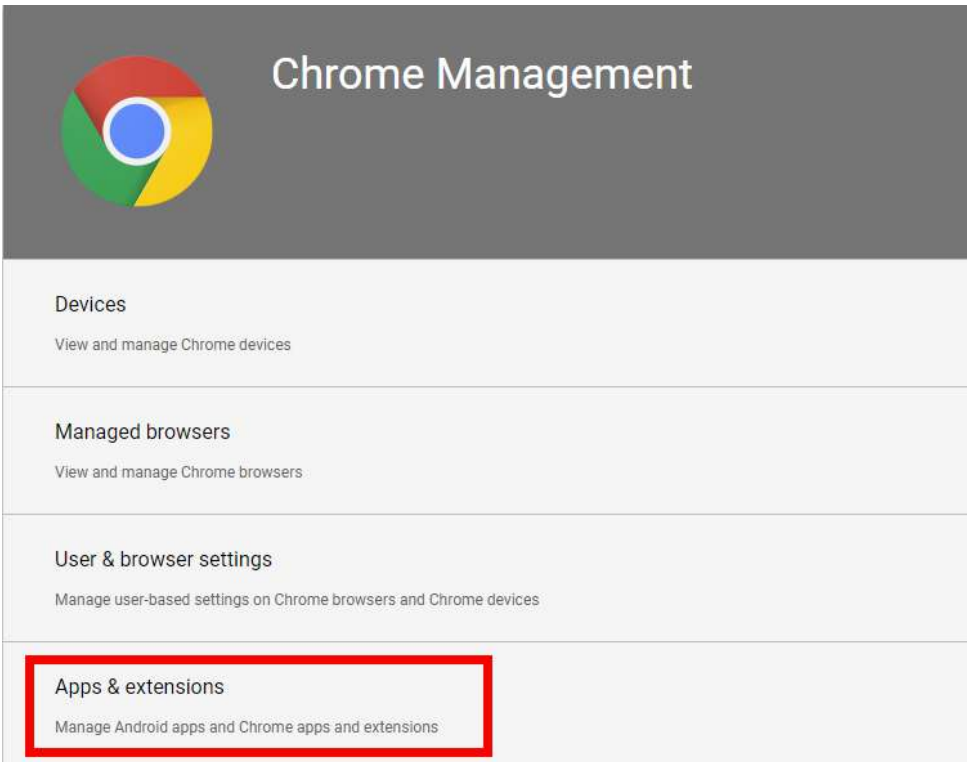 Chrome Management
Devices
View and manage Chrome devices
Managed browsers
View and manage Chrome browsers
User & browser settings
Manage user-based settings on Chrome browsers and Chrome devices
Apps & extensions
Manage Android apps and Chrome apps and extensions